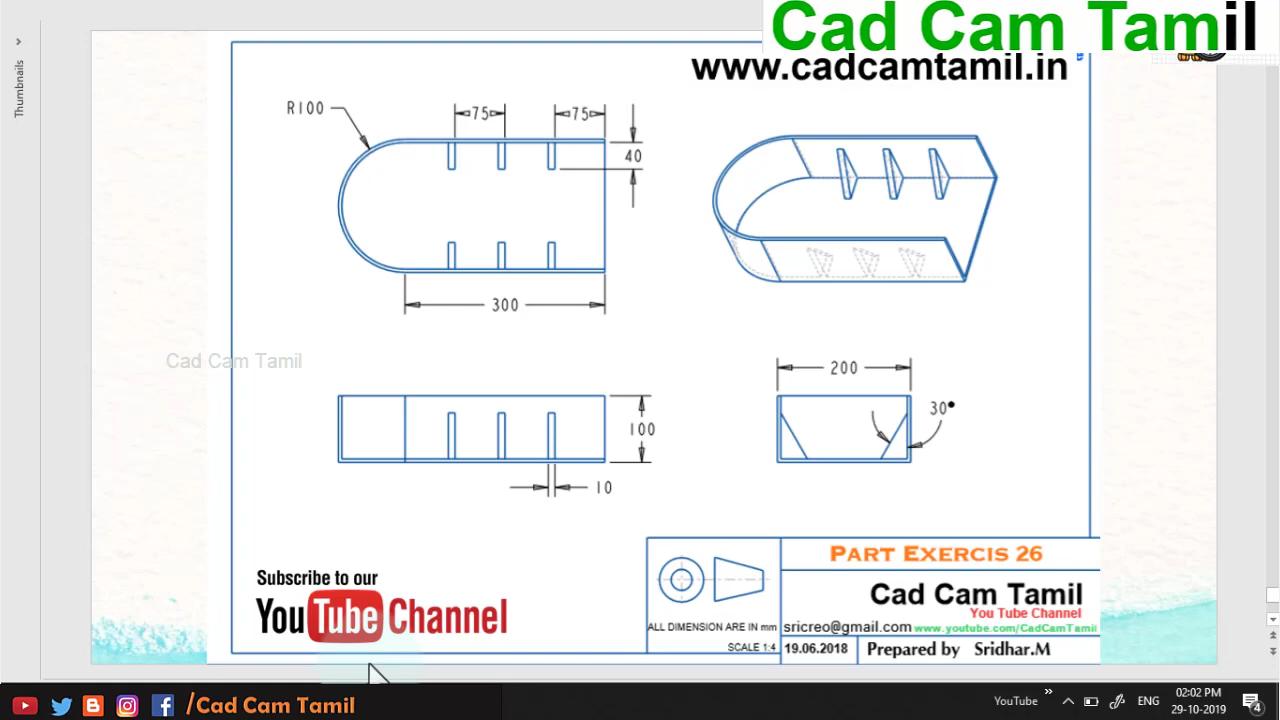 Cad Cam Tamil
www.cadcamtamil.in
Thumbnails
R100
75
75
40
300
Cad Cam Tamil
200
30°
100
10
Subscribe to our
YouTube Channel
PART EXERCIS 26
Cad Cam Tamil
You Tube Channel
ALL DIMENSION ARE IN mm
sricreo@gmail.com www.youtube.com/CadCamTamil
SCALE 1:4
19.06.2018
Prepared by Sridhar.M
/Cad Cam Tamil
YouTube
ENG
02:02 PM
29-10-2019
4